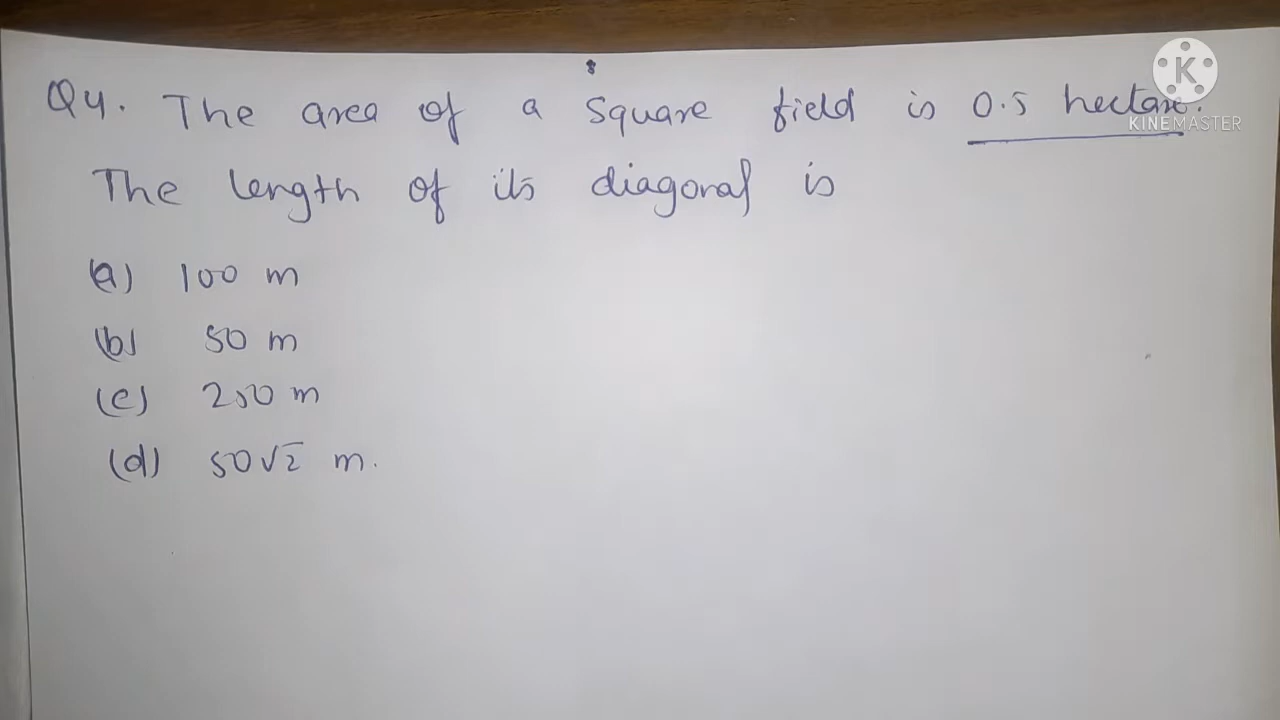 Q4. The area of a square field is 0.5 hectare.
The length of its diagonal is
(a) 100 m
(b) 50 m
(c) 250 m
(d) 50√2 m.
K
KINEMASTER